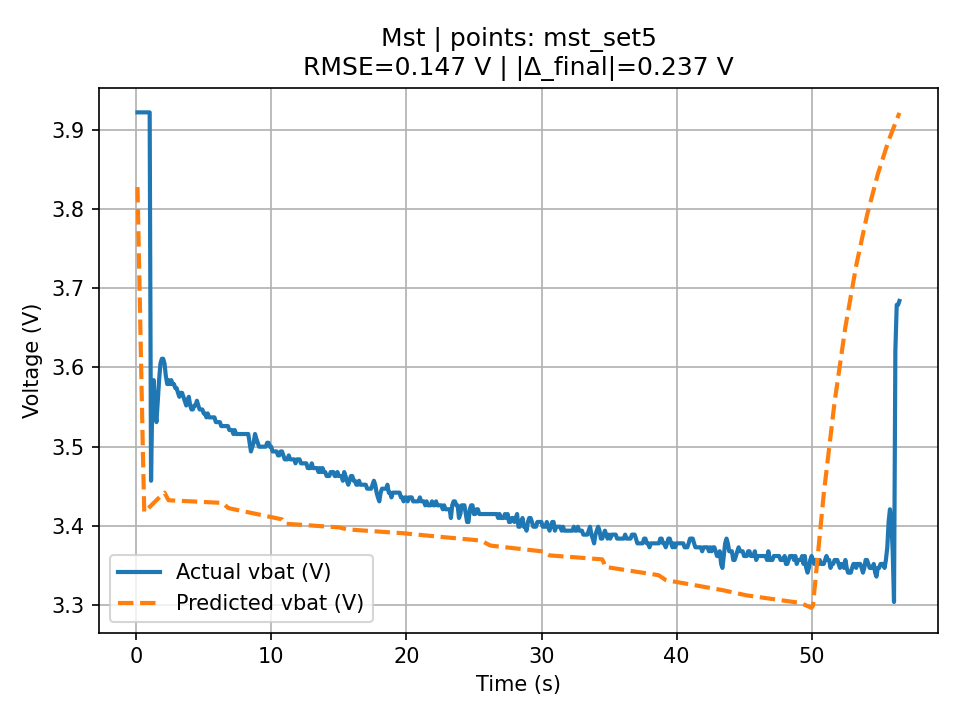 Mst | points: mst_set5
RMSE=0.147 V | |Δ_final|=0.237 V
Voltage (V)
3.9
3.8
3.7
3.6
3.5
3.4
3.3
Actual vbat (V)
Predicted vbat (V)
0 10 20 30 40 50
Time (s)